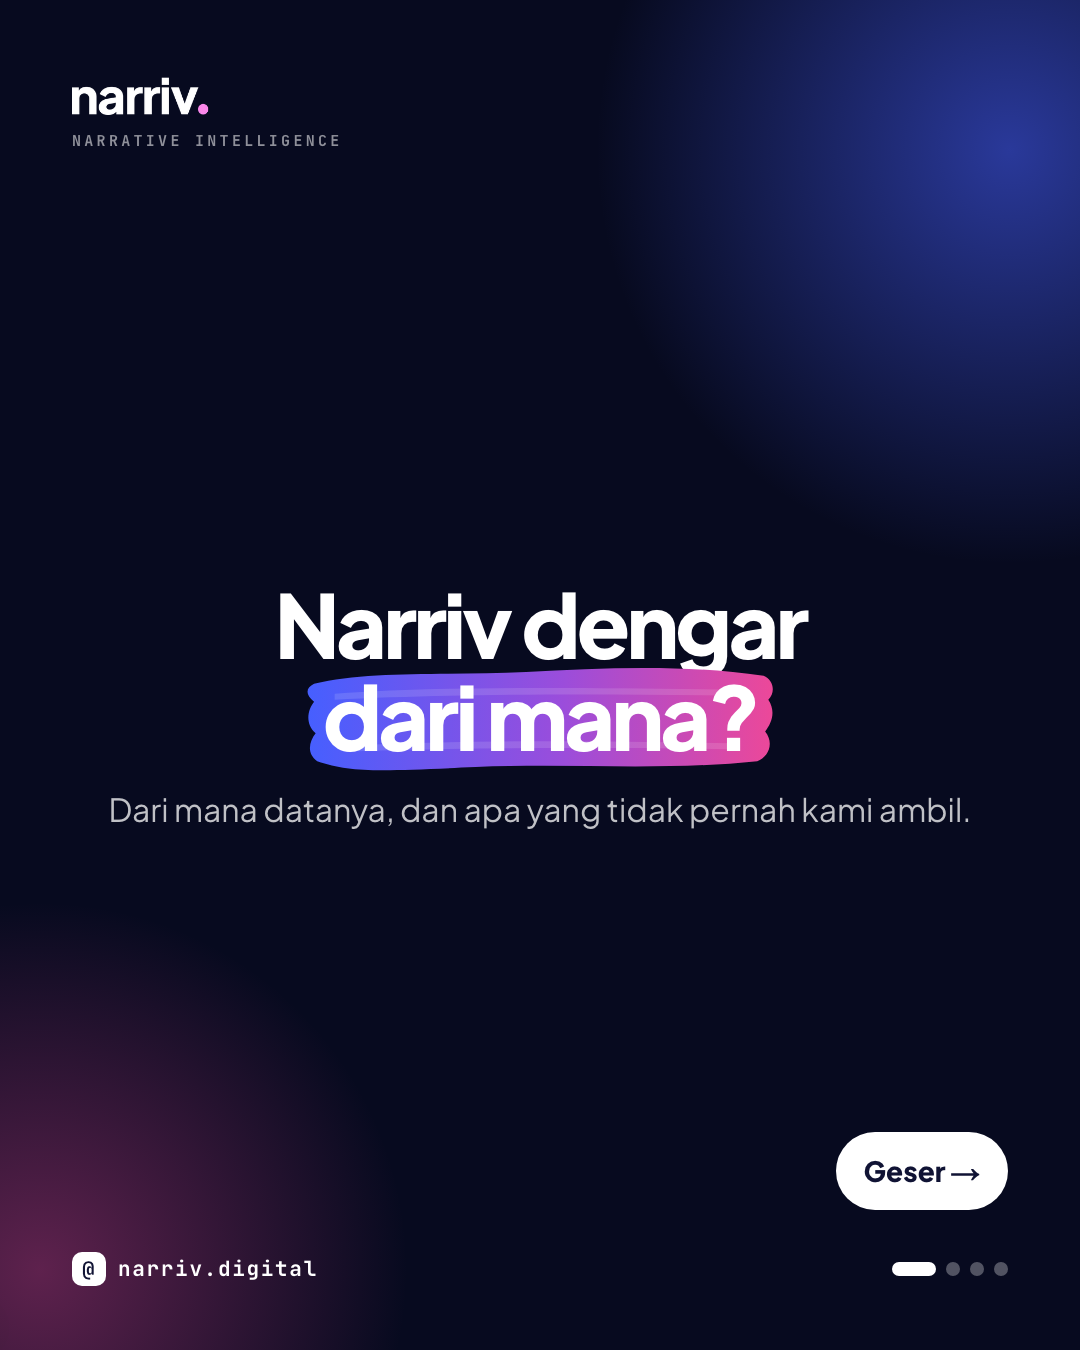 narriv.
NARRATIVE INTELLIGENCE
Narriv dengar
dari mana?
Dari mana datanya, dan apa yang tidak pernah kami ambil.
Geser →
@ narriv.digital